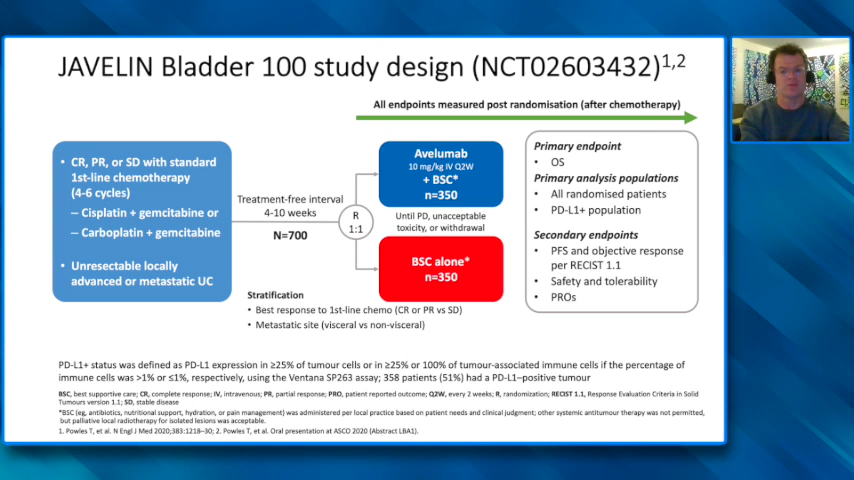 JAVELIN Bladder 100 study design (NCT02603432)1,2
All endpoints measured post randomisation (after chemotherapy)
• CR, PR, or SD with standard
1st-line chemotherapy
(4-6 cycles)
– Cisplatin + gemcitabine or
– Carboplatin + gemcitabine
• Unresectable locally
advanced or metastatic UC
Treatment-free interval
4-10 weeks
N=700
R
1:1
Avelumab
10 mg/kg IV Q2W
+ BSC*
n=350
Until PD, unacceptable
toxicity, or withdrawal
BSC alone*
n=350
Stratification
• Best response to 1st-line chemo (CR or PR vs SD)
• Metastatic site (visceral vs non-visceral)
Primary endpoint
• OS
Primary analysis populations
• All randomised patients
• PD-L1+ population
Secondary endpoints
• PFS and objective response
per RECIST 1.1
• Safety and tolerability
• PROs
PD-L1+ status was defined as PD-L1 expression in ≥25% of tumour cells or in ≥25% or 100% of tumour-associated immune cells if the percentage of
immune cells was >1% or ≤1%, respectively, using the Ventana SP263 assay; 358 patients (51%) had a PD-L1–positive tumour
BSC, best supportive care; CR, complete response; IV, intravenous; PR, partial response; PRO, patient reported outcome; Q2W, every 2 weeks; R, randomization; RECIST 1.1, Response Evaluation Criteria in Solid
Tumours version 1.1; SD, stable disease
*BSC (eg, antibiotics, nutritional support, hydration, or pain management) was administered per local practice based on patient needs and clinical judgment; other systemic antitumour therapy was not permitted,
but palliative local radiotherapy for isolated lesions was acceptable.
1. Powles T, et al. N Engl J Med 2020;383:1218–30; 2. Powles T, et al. Oral presentation at ASCO 2020 (Abstract LBA1).